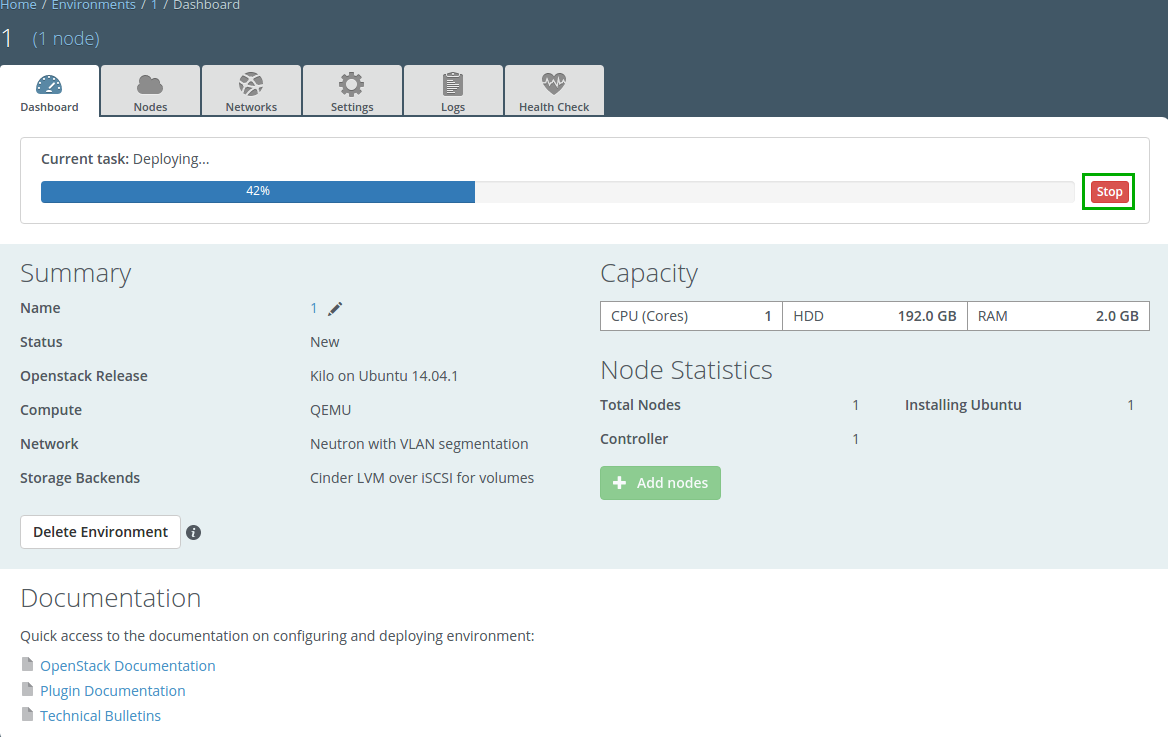 Home / Environments / 1 / Dashboard
1 (1 node)
Dashboard Nodes Networks Settings Logs Health Check
Current task: Deploying...
42% Stop
Summary
Name 1
Status New
Openstack Release Kilo on Ubuntu 14.04.1
Compute QEMU
Network Neutron with VLAN segmentation
Storage Backends Cinder LVM over iSCSI for volumes
Delete Environment
Capacity
CPU (Cores) 1 HDD 192.0 GB RAM 2.0 GB
Node Statistics
Total Nodes 1 Installing Ubuntu 1
Controller 1
Add nodes
Documentation
Quick access to the documentation on configuring and deploying environment:
OpenStack Documentation
Plugin Documentation
Technical Bulletins